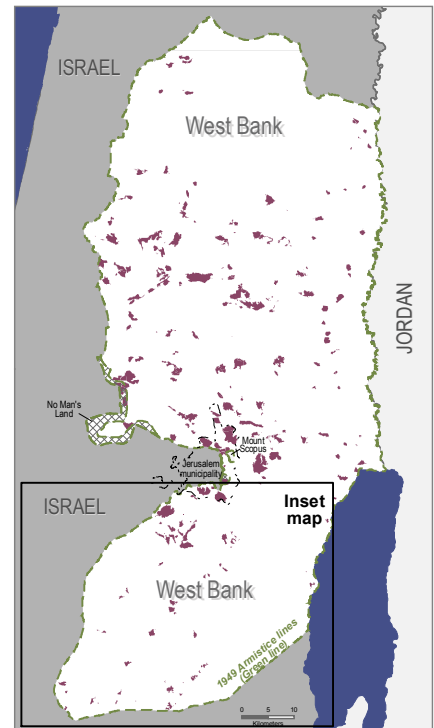 ISRAEL
West Bank
JORDAN
No Man's
Land
Mount
Scopus
Jerusalem
municipality
ISRAEL
Inset
map
West Bank
1949 Armistice lines
(Green line)
0 5 10
Kilometers